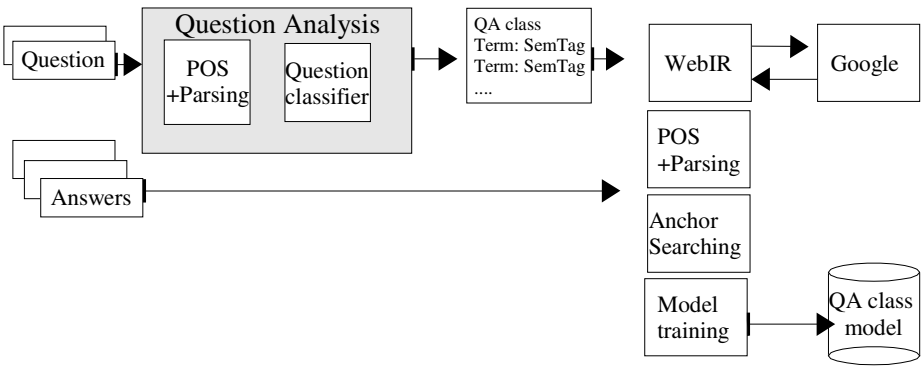 Question Analysis
Question
POS
+Parsing
Question
classifier
QA class
Term: SemTag
Term: SemTag
....
WebIR
Google
POS
+Parsing
Answers
Anchor
Searching
Model
training
QA class
model